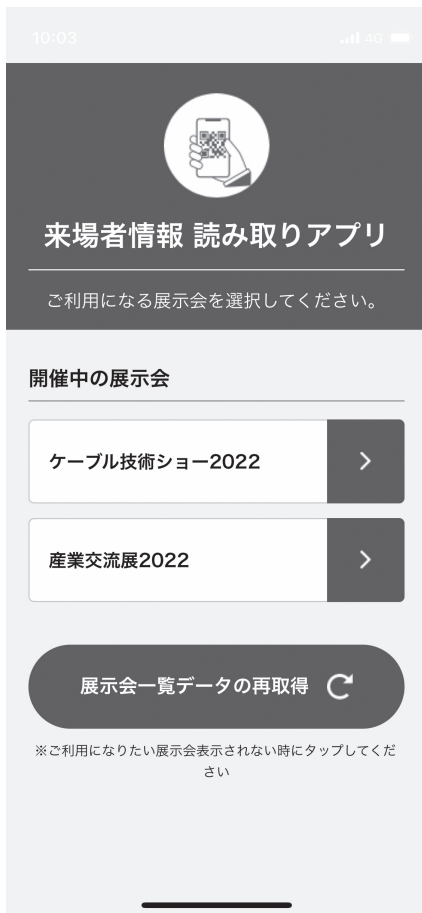 10:03
4G
来場者情報 読み取りアプリ
ご利用になる展示会を選択してください。
開催中の展示会
ケーブル技術ショー2022
産業交流展2022
展示会一覧データの再取得
※ご利用になりたい展示会表示されない時にタップしてくだ
さい